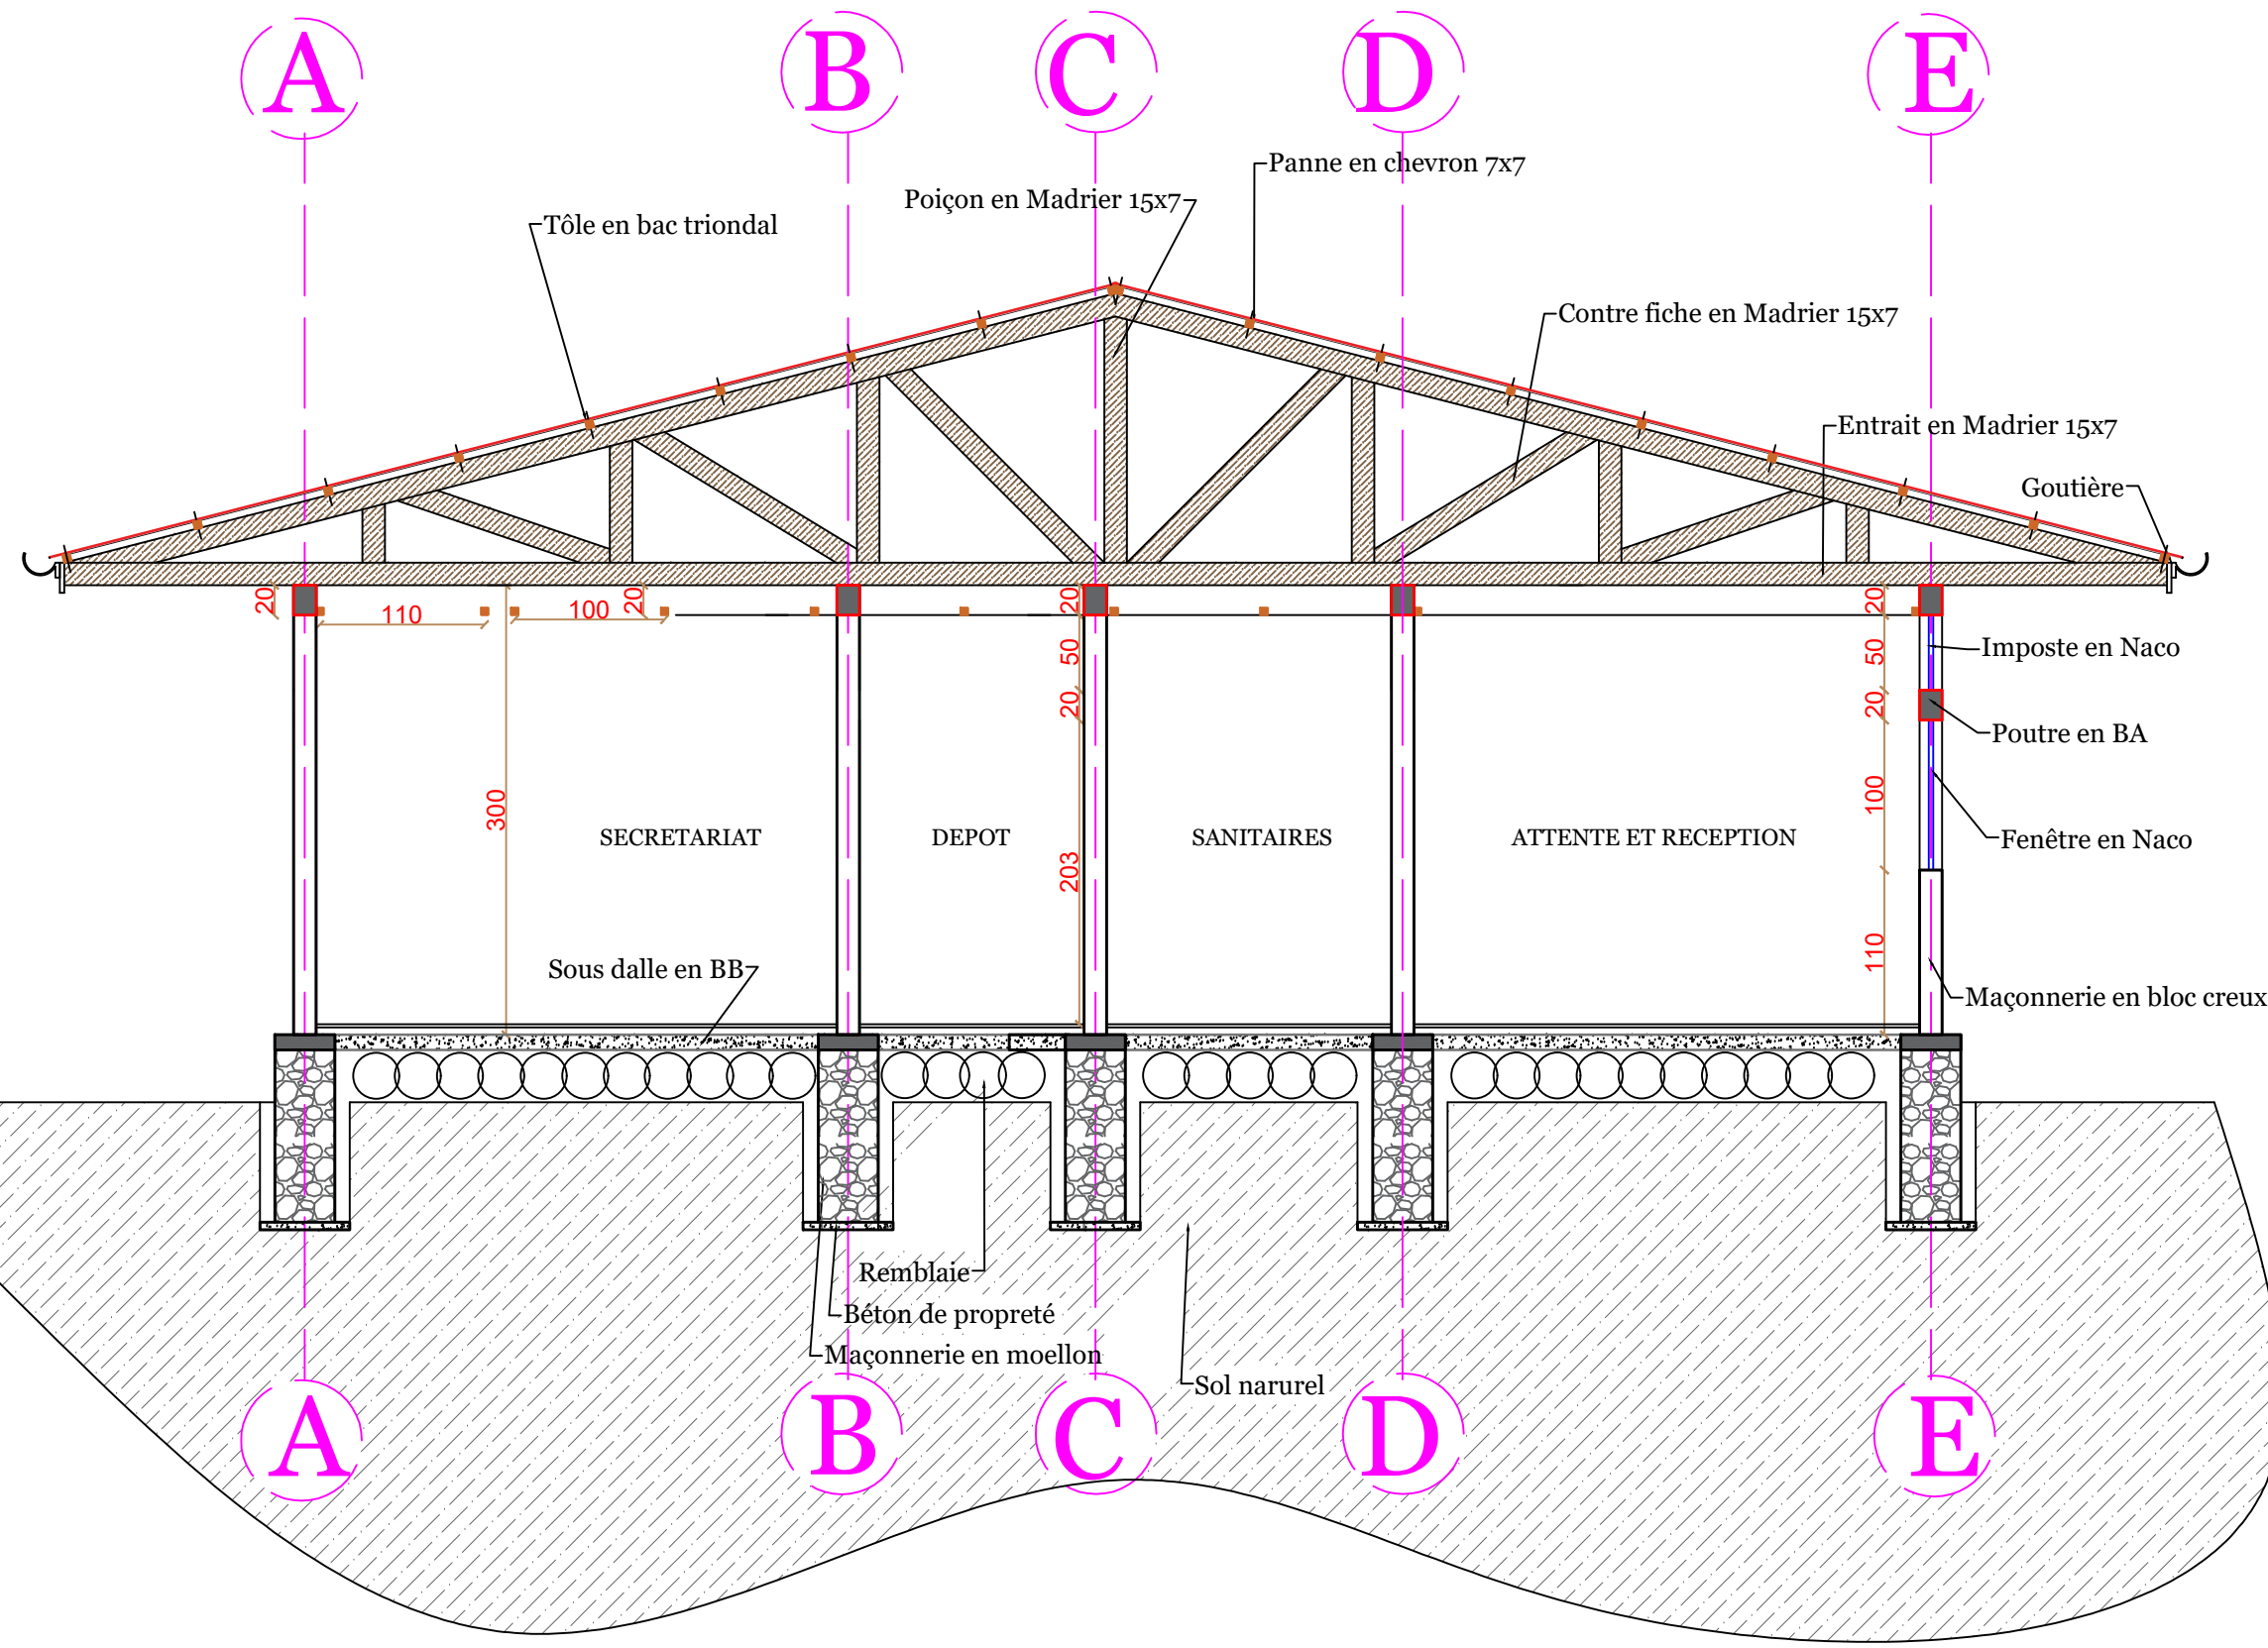 A B C D E
Panne en chevron 7x7
Poiçon en Madrier 15x7
Tôle en bac triondal
Contre fiche en Madrier 15x7
Entrait en Madrier 15x7
Goutière
20
110
100
20
20
20
50
50
Imposte en Naco
20
20
Poutre en BA
300
100
SECRETARIAT
DEPOT
SANITAIRES
ATTENTE ET RECEPTION
Fenêtre en Naco
203
110
Sous dalle en BB
Maçonnerie en bloc creux
Remblaie
Béton de propreté
Maçonnerie en moellon
Sol narurel
A B C D E